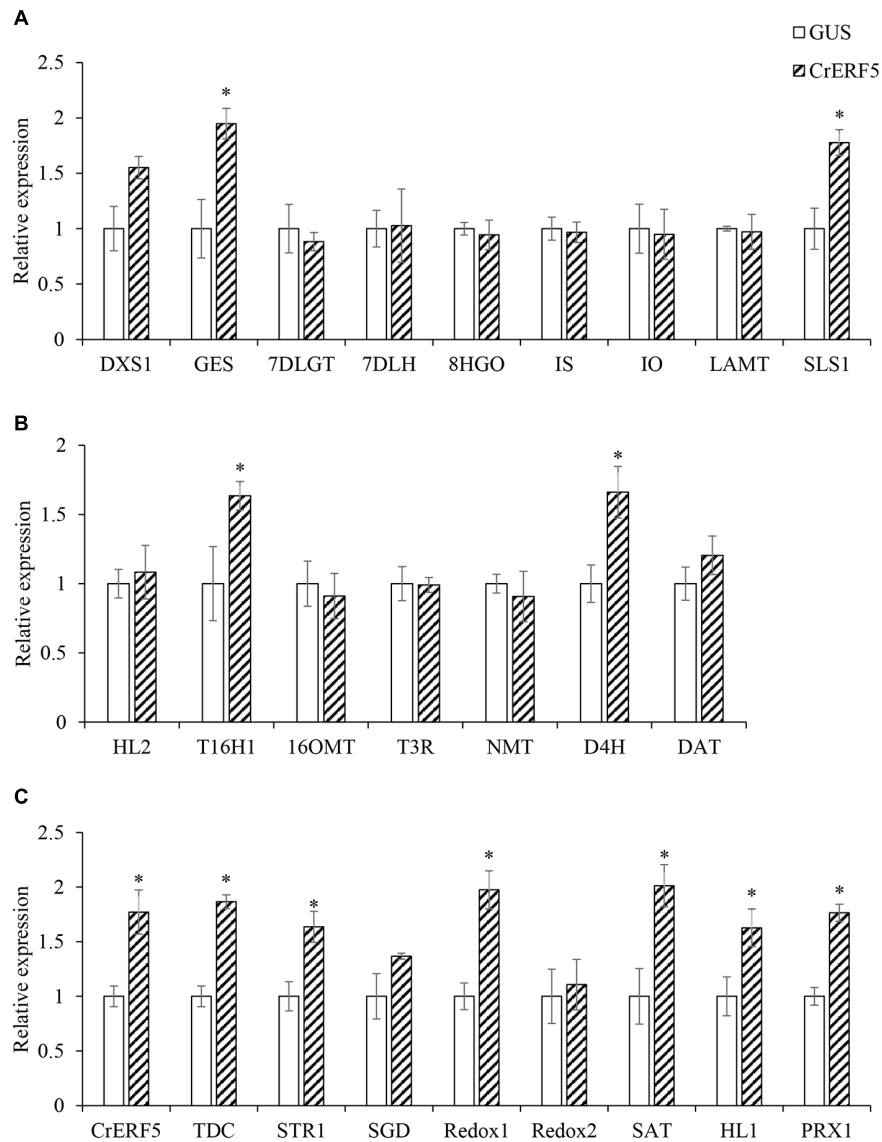 A
GUS
CrERF5
Relative expression
2.5
2
1.5
1
0.5
0
*
*
DXS1 GES 7DLGT 7DLH 8HGO IS IO LAMT SLS1
B
Relative expression
2
1.5
1
0.5
0
*
*
HL2 T16H1 16OMT T3R NMT D4H DAT
C
Relative expression
2.5
2
1.5
1
0.5
0
*
*
*
*
*
*
*
CrERF5 TDC STR1 SGD Redox1 Redox2 SAT HL1 PRX1